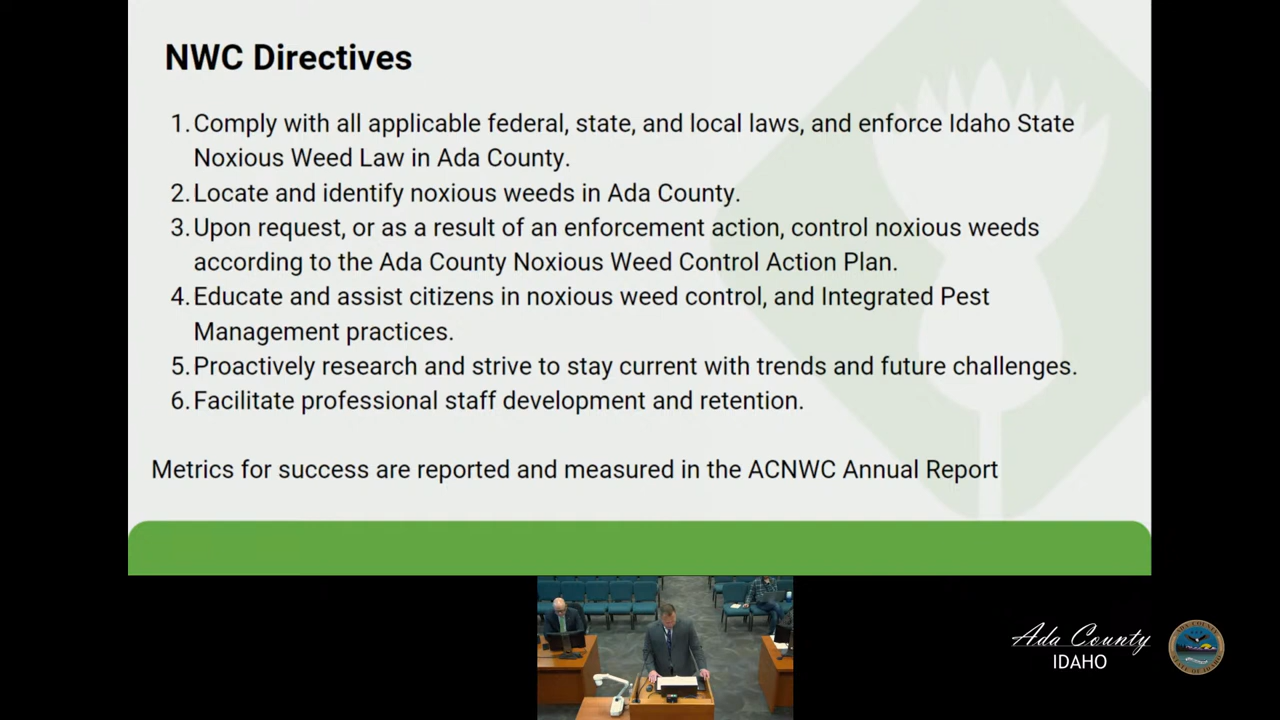 NWC Directives
1. Comply with all applicable federal, state, and local laws, and enforce Idaho State
Noxious Weed Law in Ada County.
2. Locate and identify noxious weeds in Ada County.
3. Upon request, or as a result of an enforcement action, control noxious weeds
according to the Ada County Noxious Weed Control Action Plan.
4. Educate and assist citizens in noxious weed control, and Integrated Pest
Management practices.
5. Proactively research and strive to stay current with trends and future challenges.
6. Facilitate professional staff development and retention.
Metrics for success are reported and measured in the ACNWC Annual Report
Ada County
IDAHO
ADA COUNTY
STATE OF IDAHO